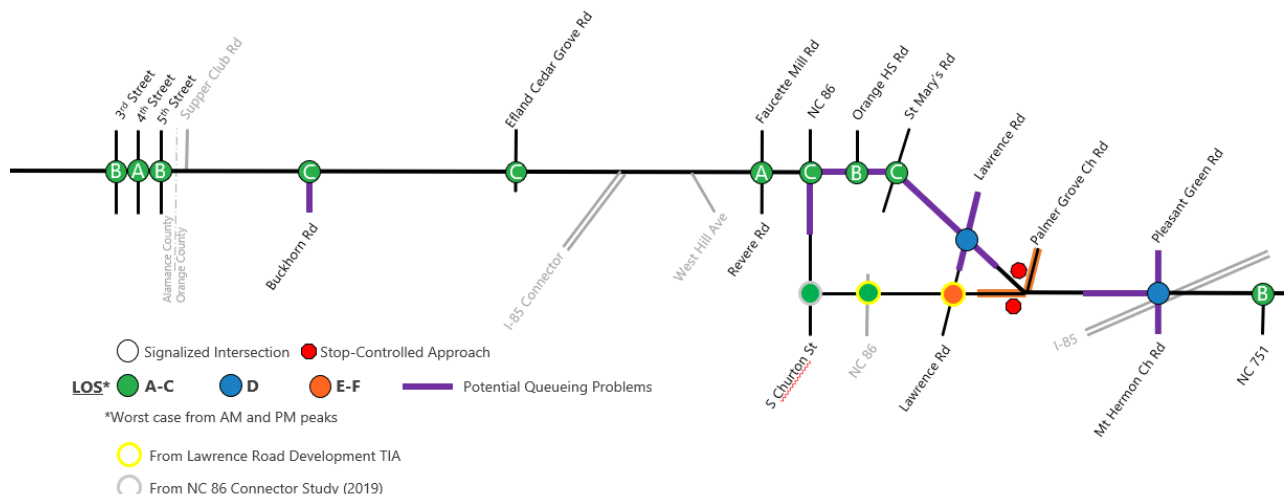 3rd Street
4th Street
5th Street
Supper Club Rd
Efland Cedar Grove Rd
Faucette Mill Rd
NC 86
Orange HS Rd
St Mary's Rd
Lawrence Rd
Palmer Grove Ch Rd
Pleasant Green Rd
B
A
B
C
C
A
C
B
C
Alamance County
Orange County
Buckhorn Rd
I-85 Connector
West Hill Ave
Revere Rd
B
S Churton St
NC 86
Lawrence Rd
Mt Hermon Ch Rd
I-85
NC 751
Signalized Intersection
Stop-Controlled Approach
LOS* A-C D E-F Potential Queueing Problems
*Worst case from AM and PM peaks
From Lawrence Road Development TIA
From NC 86 Connector Study (2019)